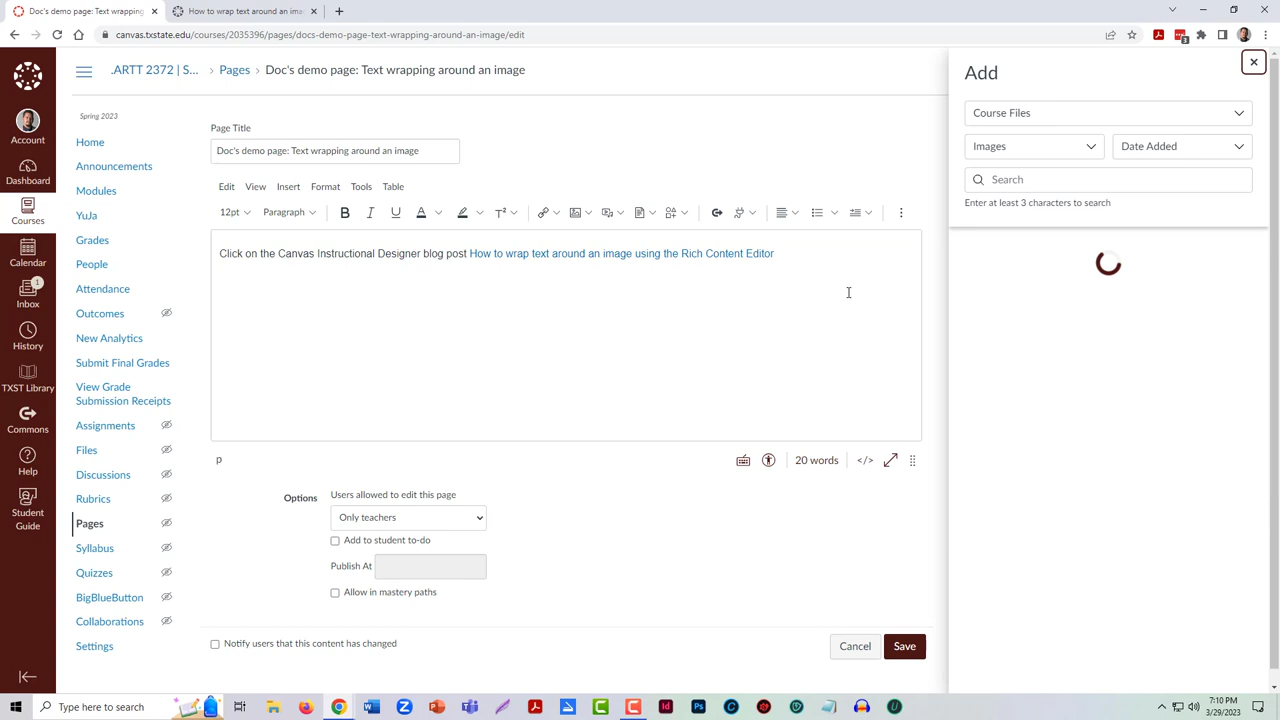 Doc's demo page: Text wrapping
How to wrap text around an image
canvas.txstate.edu/courses/2035396/pages/docs-demo-page-text-wrapping-around-an-image/edit
3
Account
Dashboard
Courses
Calendar
1
Inbox
History
TXST Library
Commons
Help
Student
Guide
.ARTT 2372 | S... > Pages > Doc's demo page: Text wrapping around an image
Spring 2023
Home
Announcements
Modules
YuJa
Grades
People
Attendance
Outcomes
New Analytics
Submit Final Grades
View Grade
Submission Receipts
Assignments
Files
Discussions
Rubrics
Pages
Syllabus
Quizzes
BigBlueButton
Collaborations
Settings
Page Title
Doc's demo page: Text wrapping around an image
Edit View Insert Format Tools Table
12pt Paragraph B I U A T²
Click on the Canvas Instructional Designer blog post How to wrap text around an image using the Rich Content Editor
p 20 words </>
Options Users allowed to edit this page
Only teachers
Add to student to-do
Publish At
Allow in mastery paths
Notify users that this content has changed
Cancel Save
Add
Course Files
Images Date Added
Search
Enter at least 3 characters to search
Type here to search
7:10 PM
3/29/2023